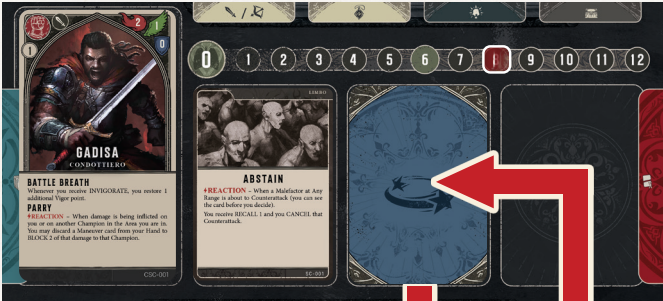 2
1
1
0
GADISA
CONDOTTIERO
BATTLE BREATH
Whenever you receive INVIGORATE, you restore 1
additional Vigor point.
PARRY
REACTION - When damage is being inflicted on
you or on another Champion in the Area you are in.
You may discard a Maneuver card from your Hand to
BLOCK 2 of that damage to that Champion.
CSC-001
/
0 1 2 3 4 5 6 7 8 9 10 11 12
LIMBO
ABSTAIN
REACTION - When a Malefactor at Any
Range is about to Counterattack (you can see
the card before you decide).
You receive RECALL 1 and you CANCEL that
Counterattack.
SC-001